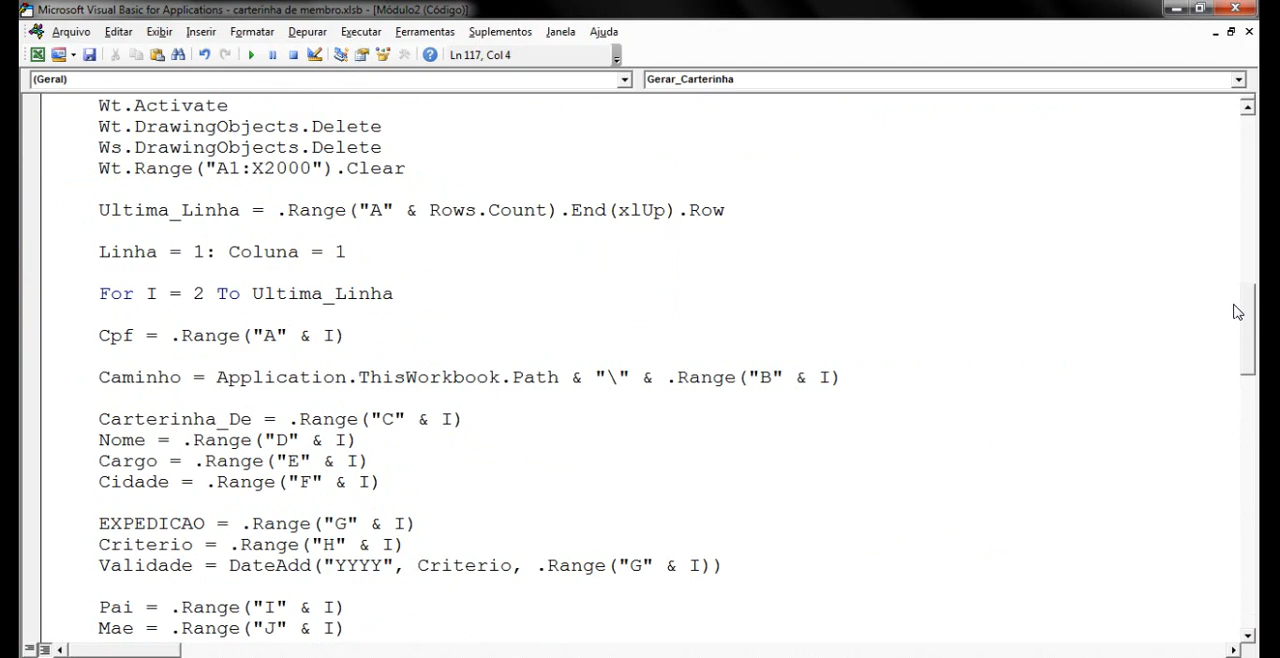 Microsoft Visual Basic for Applications - carterinha de membro.xlsb - [Módulo2 (Código)]
Arquivo Editar Exibir Inserir Formatar Depurar Executar Ferramentas Suplementos Janela Ajuda
Ln 117, Col 4
(Geral) Gerar_Carterinha
Wt.Activate
Wt.DrawingObjects.Delete
Ws.DrawingObjects.Delete
Wt.Range("A1:X2000").Clear
Ultima_Linha = .Range("A" & Rows.Count).End(xlUp).Row
Linha = 1: Coluna = 1
For I = 2 To Ultima_Linha
Cpf = .Range("A" & I)
Caminho = Application.ThisWorkbook.Path & "\" & .Range("B" & I)
Carterinha_De = .Range("C" & I)
Nome = .Range("D" & I)
Cargo = .Range("E" & I)
Cidade = .Range("F" & I)
EXPEDICAO = .Range("G" & I)
Criterio = .Range("H" & I)
Validade = DateAdd("YYYY", Criterio, .Range("G" & I))
Pai = .Range("I" & I)
Mae = .Range("J" & I)